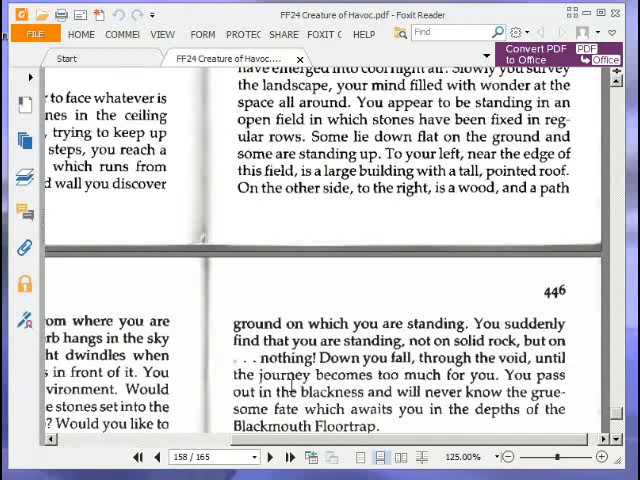 FF24 Creature of Havoc.pdf - Foxit Reader
FILE HOME COMMEN FORM PROTEC SHARE FOXIT C HELP Find
Start FF24 Creature of Havoc.... Convert PDF to Office PDF Office
have emerged into cool night air. Slowly you survey
the landscape, your mind filled with wonder at the
space all around. You appear to be standing in an
open field in which stones have been fixed in reg-
ular rows. Some lie down flat on the ground and
some are standing up. To your left, near the edge of
this field, is a large building with a tall, pointed roof.
On the other side, to the right, is a wood, and a path
r to face whatever is
nes in the ceiling
, trying to keep up
steps, you reach a
which runs from
d wall you discover
446
om where you are
rb hangs in the sky
ht dwindles when
s in front of it. You
vironment. Would
e stones set into the
? Would you like to
ground on which you are standing. You suddenly
find that you are standing, not on solid rock, but on
. . . nothing! Down you fall, through the void, until
the journey becomes too much for you. You pass
out in the blackness and will never know the grue-
some fate which awaits you in the depths of the
Blackmouth Floortrap.
158 / 165 125.00%